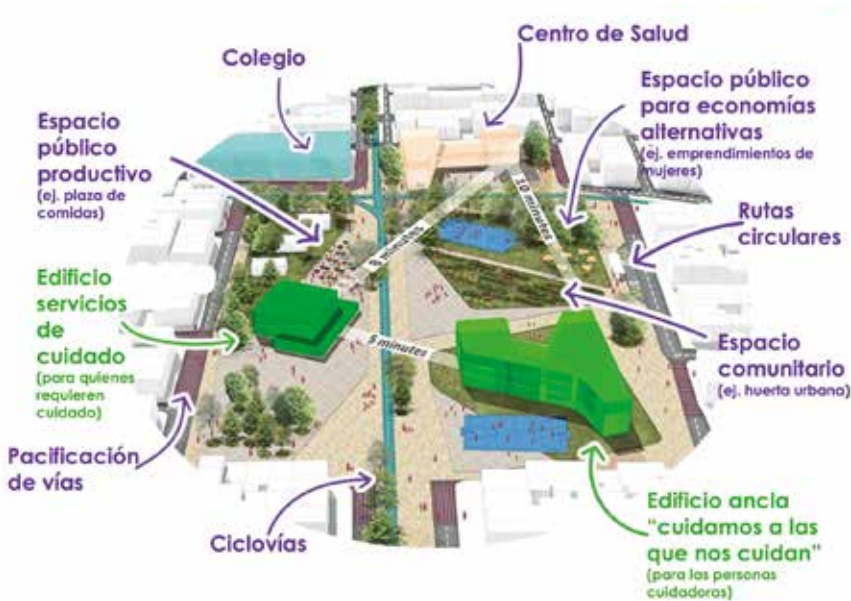 Centro de Salud
Colegio
Espacio público
para economías
alternativas
(ej. emprendimientos de
mujeres)
Espacio
público
productivo
(ej. plaza de
comidas)
10 minutes
5 minutes
Rutas
circulares
Edificio
servicios
de
cuidado
(para quienes
requieren
cuidado)
5 minutes
Espacio
comunitario
(ej. huerta urbana)
Pacificación
de vías
Ciclovías
Edificio ancla
"cuidamos a las
que nos cuidan"
(para las personas
cuidadoras)